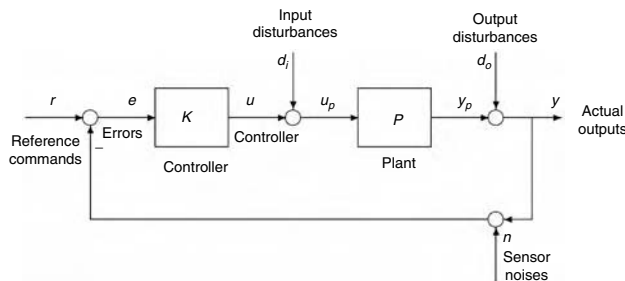 Input
disturbances
Output
disturbances
d_i
d_o
r
e
K
u
u_p
P
y_p
y
Reference
commands
Errors
–
Controller
Controller
Plant
Actual
outputs
n
Sensor
noises